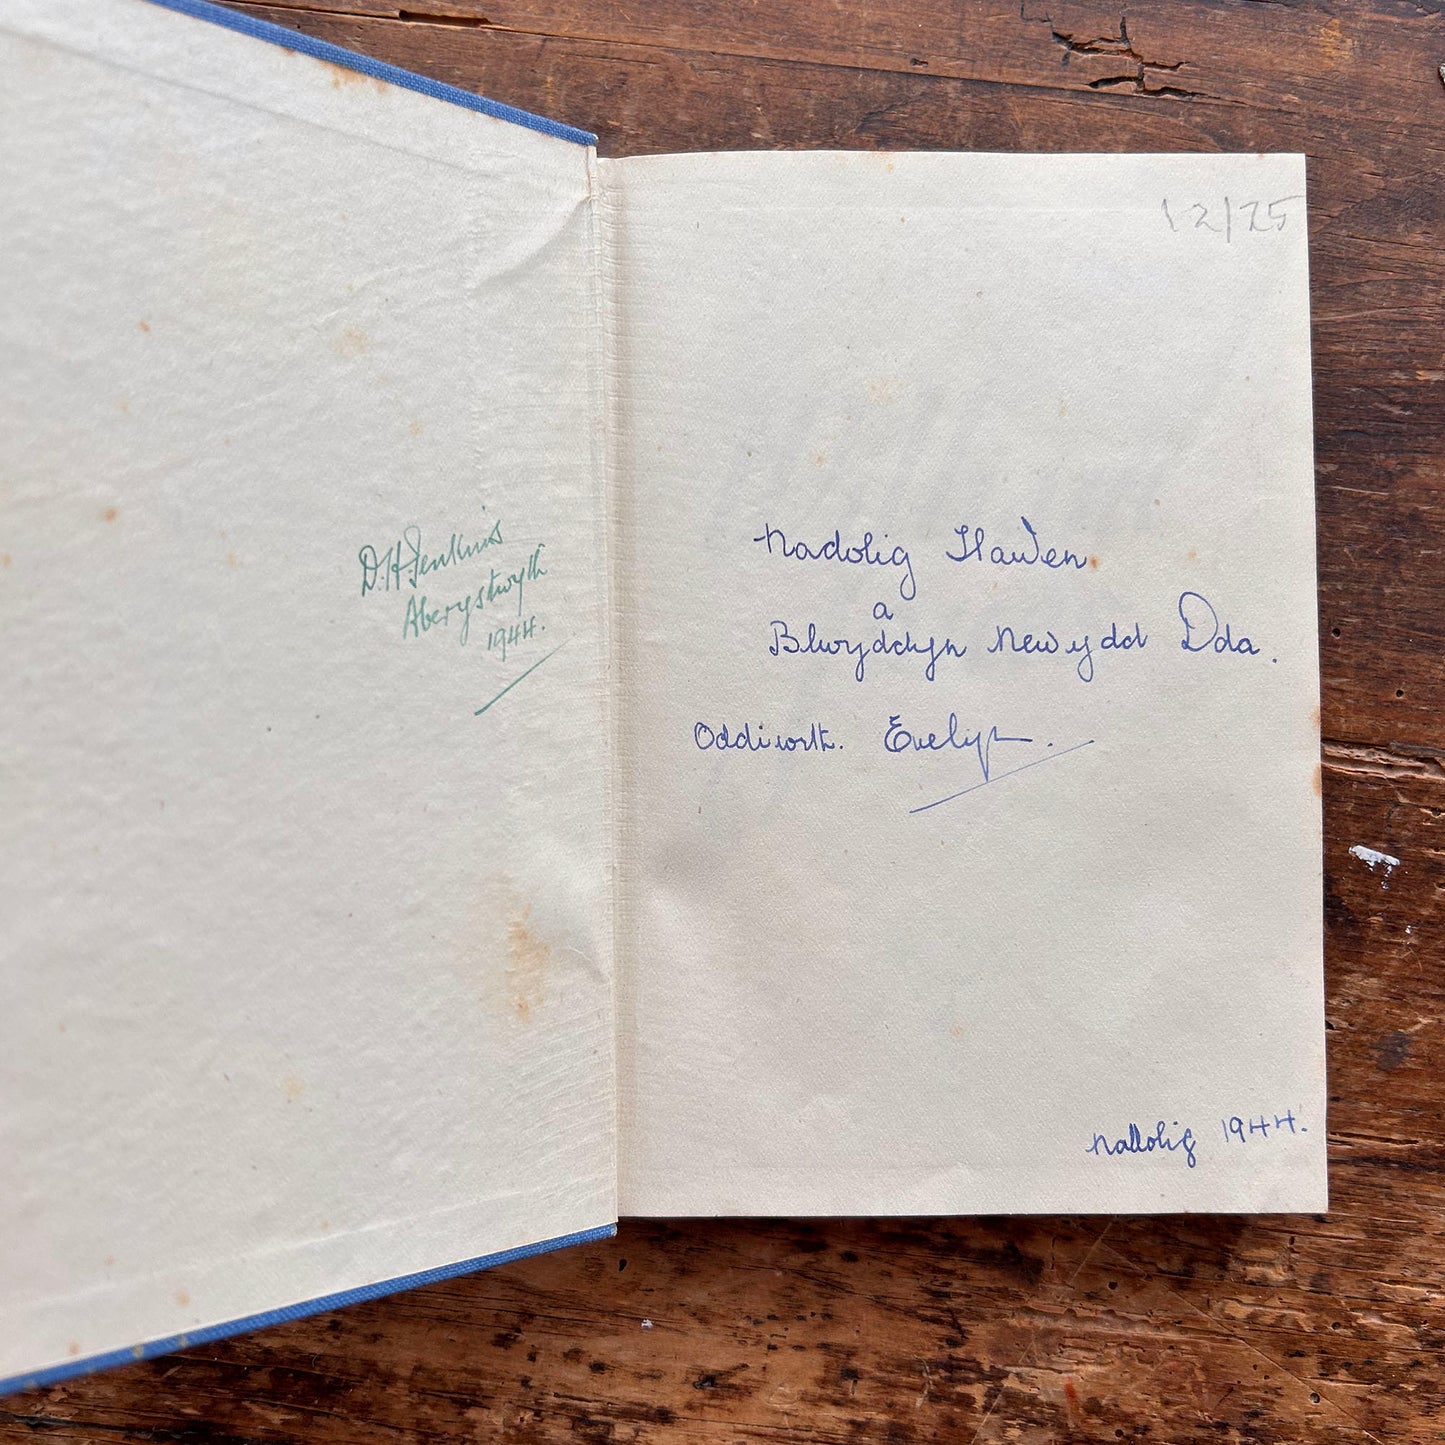 D.H. Jenkins
Aberystwyth
1944.
12/25
Nadolig Llawen
a
Blwyddyn Newydd Dda.
Oddiwrth. Evelyn.
Nadolig 1944.